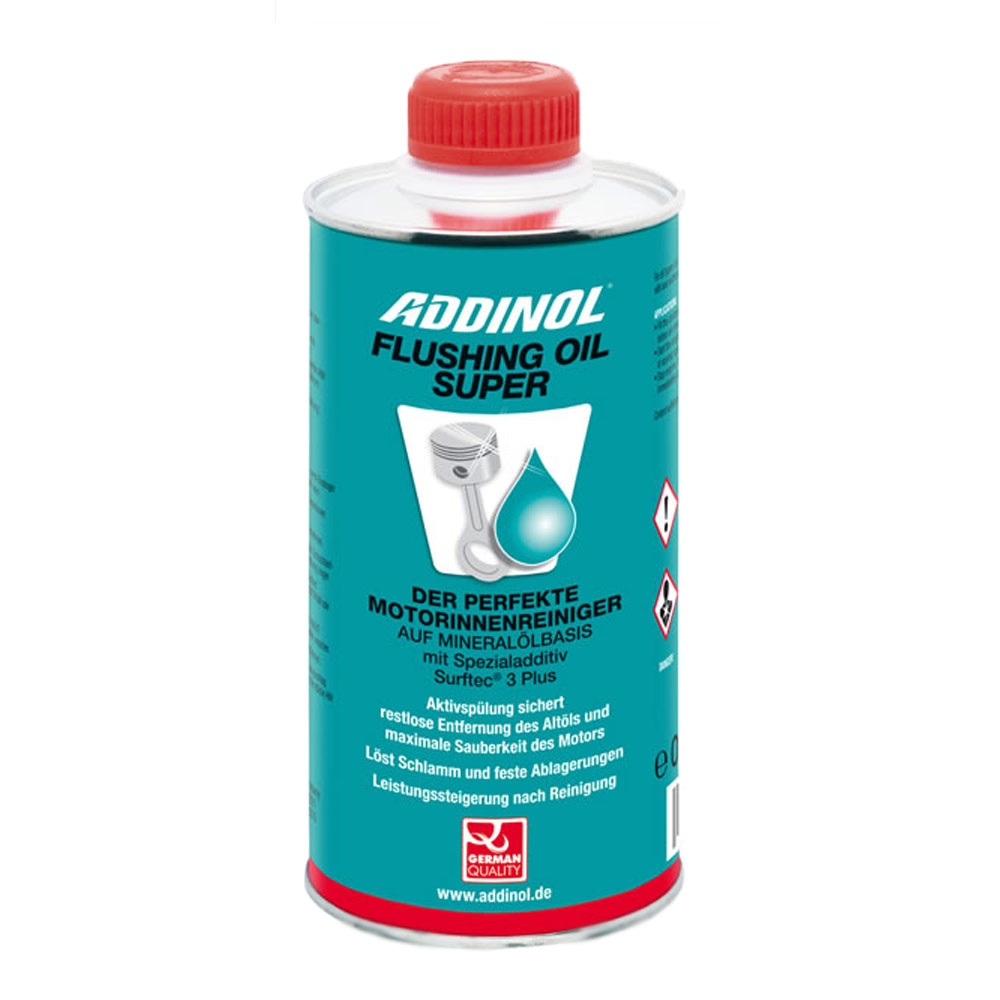 ADDINOL®
FLUSHING OIL
SUPER
DER PERFEKTE
MOTORINNENREINIGER
AUF MINERALÖLBASIS
mit Spezialadditiv
Surftec® 3 Plus
Aktivspülung sichert
restlose Entfernung des Altöls und
maximale Sauberkeit des Motors
Löst Schlamm und feste Ablagerungen
Leistungssteigerung nach Reinigung
GERMAN
QUALITY
www.addinol.de
e 0